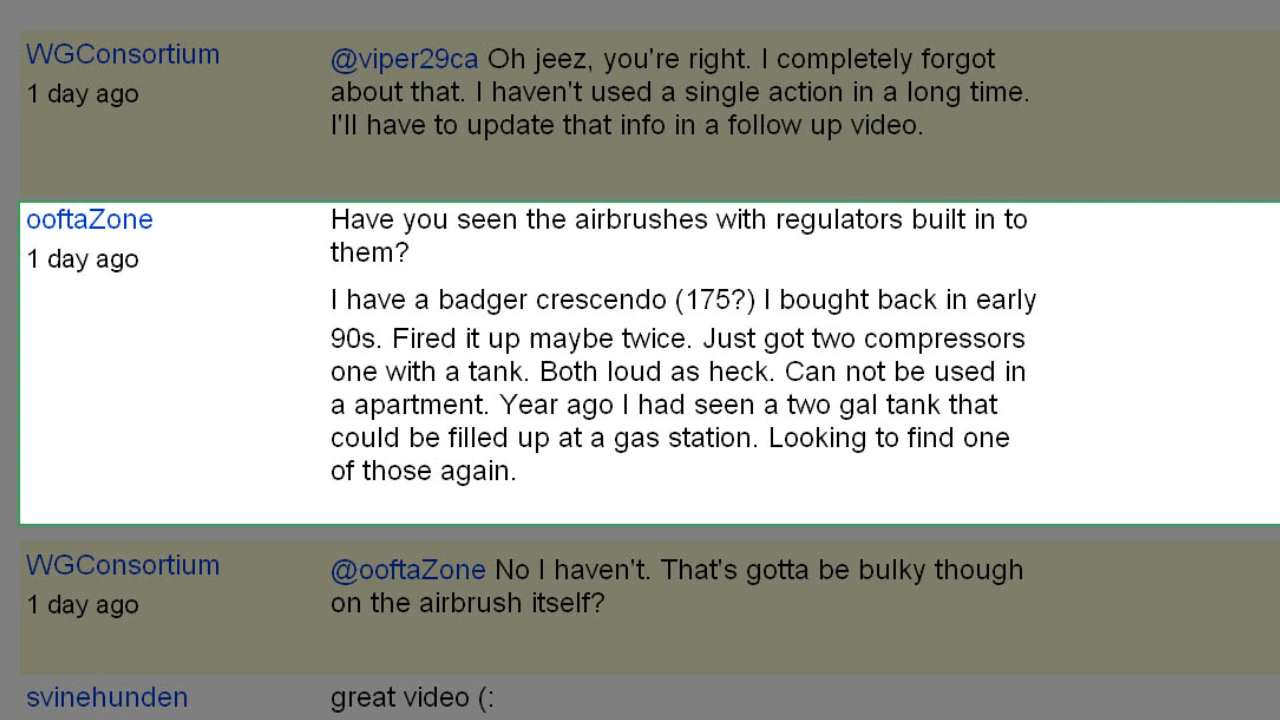 WGConsortium
1 day ago
@viper29ca Oh jeez, you're right. I completely forgot
about that. I haven't used a single action in a long time.
I'll have to update that info in a follow up video.
ooftaZone
1 day ago
Have you seen the airbrushes with regulators built in to
them?
I have a badger crescendo (175?) I bought back in early
90s. Fired it up maybe twice. Just got two compressors
one with a tank. Both loud as heck. Can not be used in
a apartment. Year ago I had seen a two gal tank that
could be filled up at a gas station. Looking to find one
of those again.
WGConsortium
1 day ago
@ooftaZone No I haven't. That's gotta be bulky though
on the airbrush itself?
svinehunden
great video (: